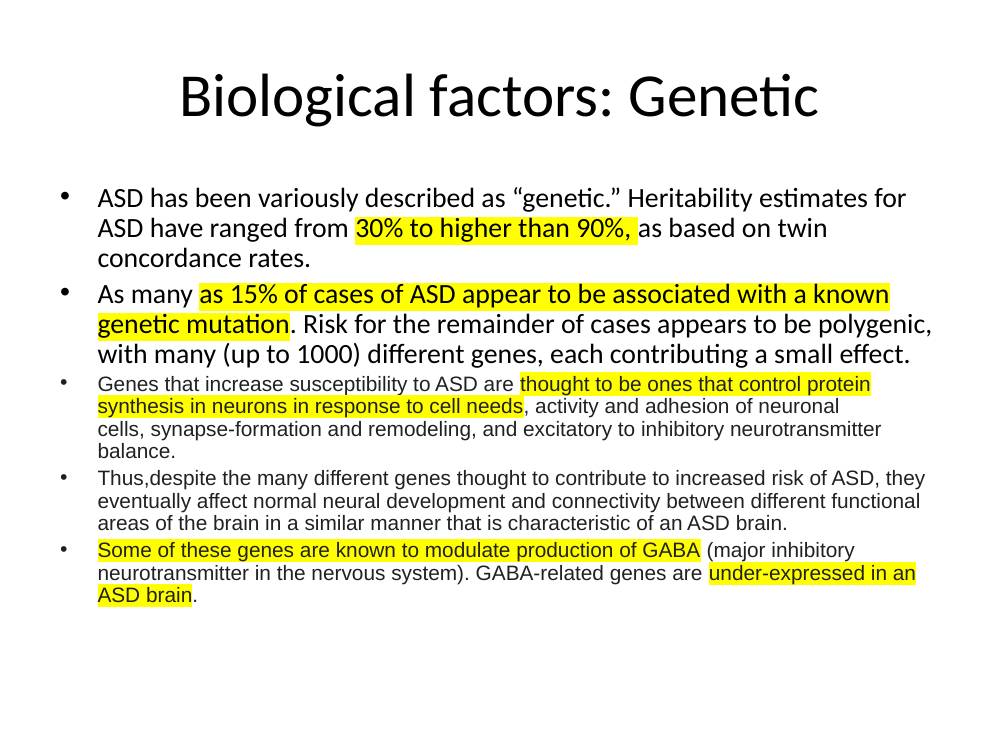 Biological factors: Genetic
• ASD has been variously described as “genetic.” Heritability estimates for
ASD have ranged from 30% to higher than 90%, as based on twin
concordance rates.
• As many as 15% of cases of ASD appear to be associated with a known
genetic mutation. Risk for the remainder of cases appears to be polygenic,
with many (up to 1000) different genes, each contributing a small effect.
• Genes that increase susceptibility to ASD are thought to be ones that control protein
synthesis in neurons in response to cell needs, activity and adhesion of neuronal
cells, synapse-formation and remodeling, and excitatory to inhibitory neurotransmitter
balance.
• Thus,despite the many different genes thought to contribute to increased risk of ASD, they
eventually affect normal neural development and connectivity between different functional
areas of the brain in a similar manner that is characteristic of an ASD brain.
• Some of these genes are known to modulate production of GABA (major inhibitory
neurotransmitter in the nervous system). GABA-related genes are under-expressed in an
ASD brain.